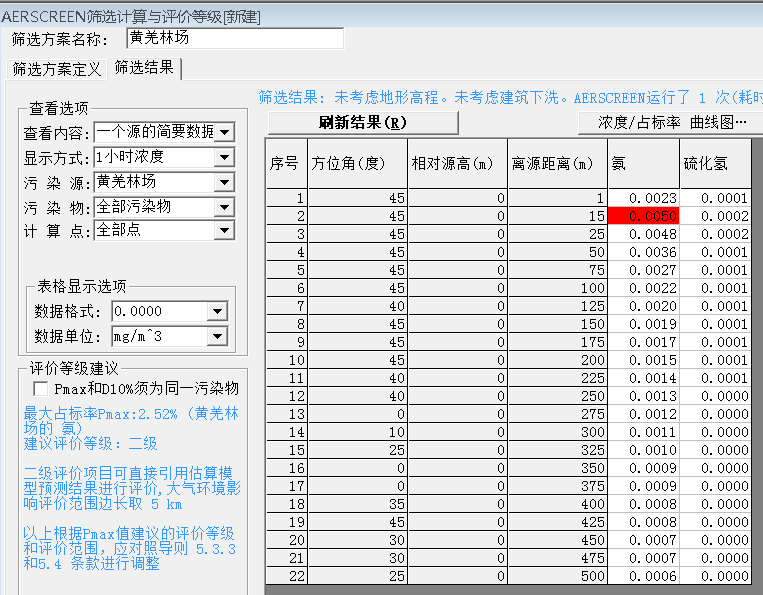 AERSCREEN筛选计算与评价等级[新建]
筛选方案名称: 黄羌林场
筛选方案定义 筛选结果
筛选结果: 未考虑地形高程。未考虑建筑下洗。AERSCREEN运行了 1 次(耗时
查看选项
查看内容: 一个源的简要数据
显示方式: 1小时浓度
污 染 源: 黄羌林场
污 染 物: 全部污染物
计 算 点: 全部点
表格显示选项
数据格式: 0.0000
数据单位: mg/m^3
评价等级建议
Pmax和D10%须为同一污染物
最大占标率Pmax:2.52% (黄羌林
场的 氨)
建议评价等级: 二级
二级评价项目可直接引用估算模
型预测结果进行评价,大气环境影
响评价范围边长取 5 km
以上根据Pmax值建议的评价等级
和评价范围, 应对照导则 5.3.3
和5.4 条款进行调整
刷新结果(R) 浓度/占标率 曲线图…
序号 方位角(度) 相对源高(m) 离源距离(m) 氨 硫化氢
1 45 0 1 0.0023 0.0001
2 45 0 15 0.0050 0.0002
3 45 0 25 0.0048 0.0002
4 45 0 50 0.0036 0.0001
5 45 0 75 0.0027 0.0001
6 45 0 100 0.0022 0.0001
7 40 0 125 0.0020 0.0001
8 45 0 150 0.0019 0.0001
9 45 0 175 0.0017 0.0001
10 45 0 200 0.0015 0.0001
11 40 0 225 0.0014 0.0001
12 40 0 250 0.0013 0.0000
13 0 0 275 0.0012 0.0000
14 10 0 300 0.0011 0.0000
15 25 0 325 0.0010 0.0000
16 0 0 350 0.0009 0.0000
17 0 0 375 0.0009 0.0000
18 35 0 400 0.0008 0.0000
19 45 0 425 0.0008 0.0000
20 30 0 450 0.0007 0.0000
21 30 0 475 0.0007 0.0000
22 25 0 500 0.0006 0.0000